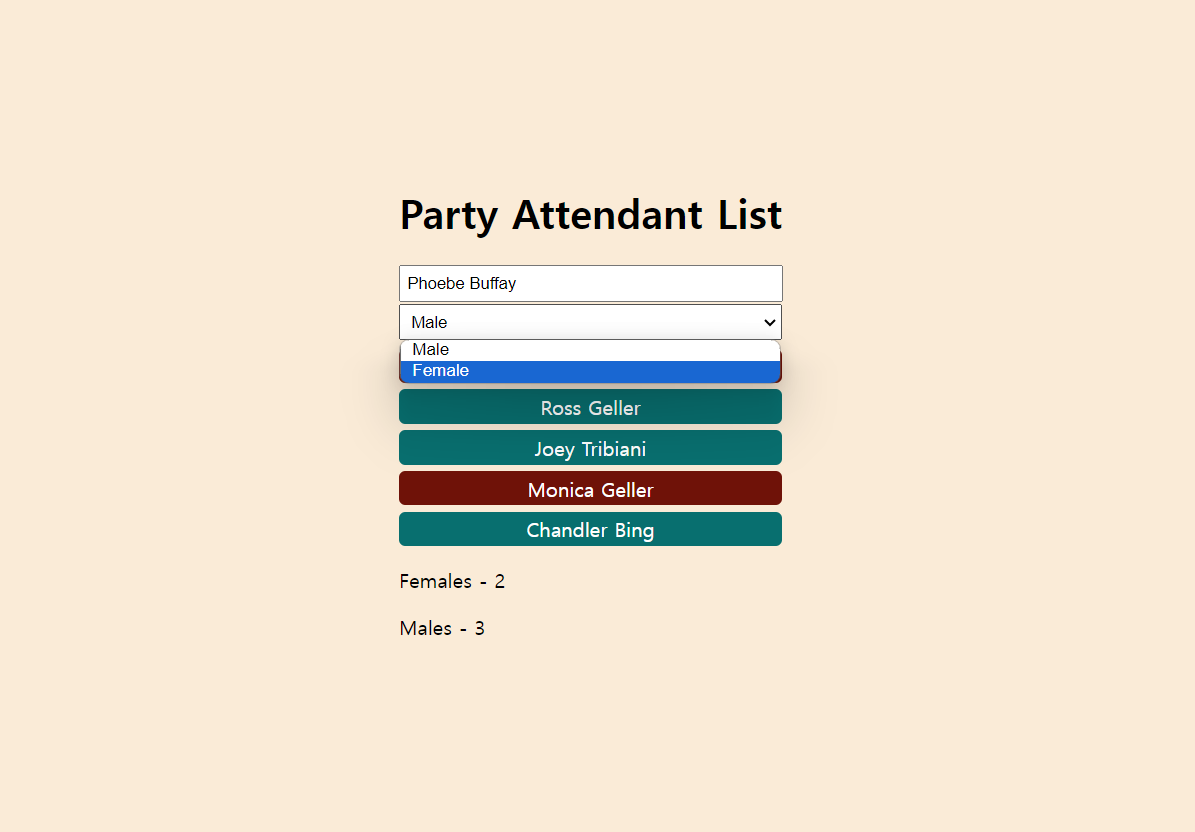 Party Attendant List
Phoebe Buffay
Male
Male
Female
Ross Geller
Joey Tribiani
Monica Geller
Chandler Bing
Females - 2
Males - 3